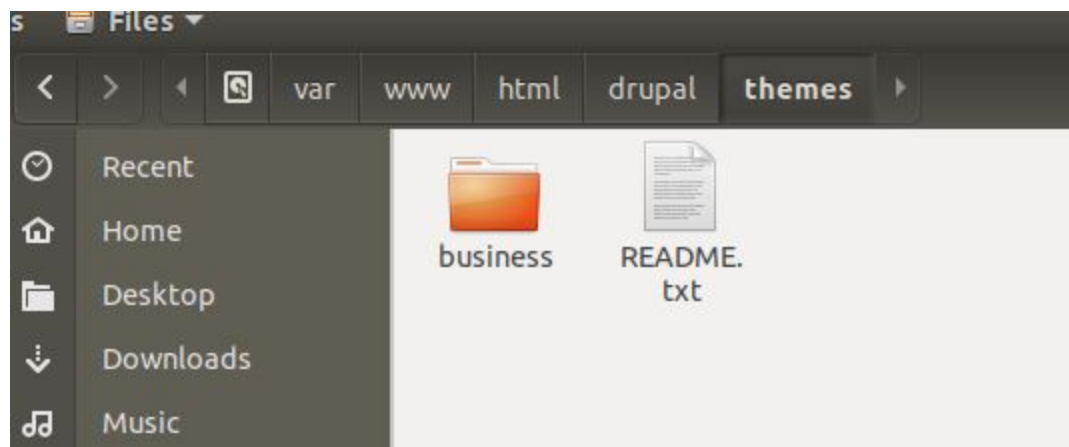 s Files
var www html drupal themes
Recent
Home
Desktop
Downloads
Music
business
README.
txt